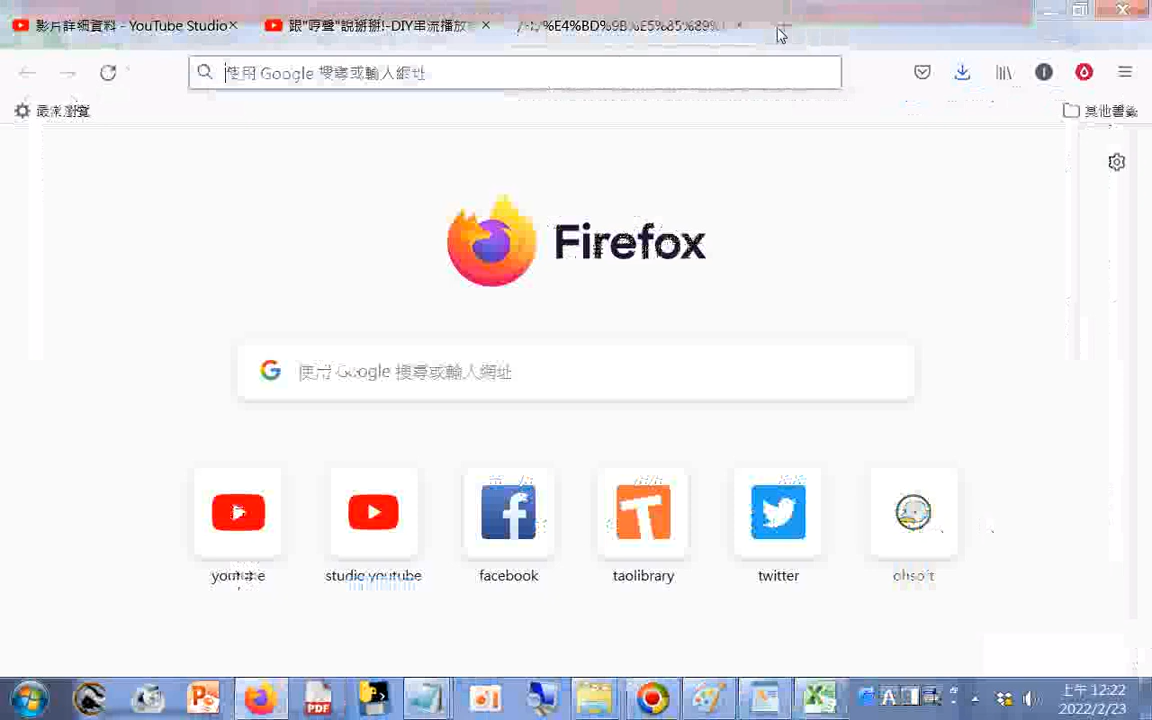 影片詳細資料 - YouTube Studio
跟"哼聲"說掰掰!-DIY串流播放
使用 Google 搜尋或輸入網址
最常瀏覽
其他書籤
Firefox
使用 Google 搜尋或輸入網址
youtube
studio.youtube
facebook
taolibrary
twitter
ohsoft
PDF
A
上午 12:22
2022/2/23